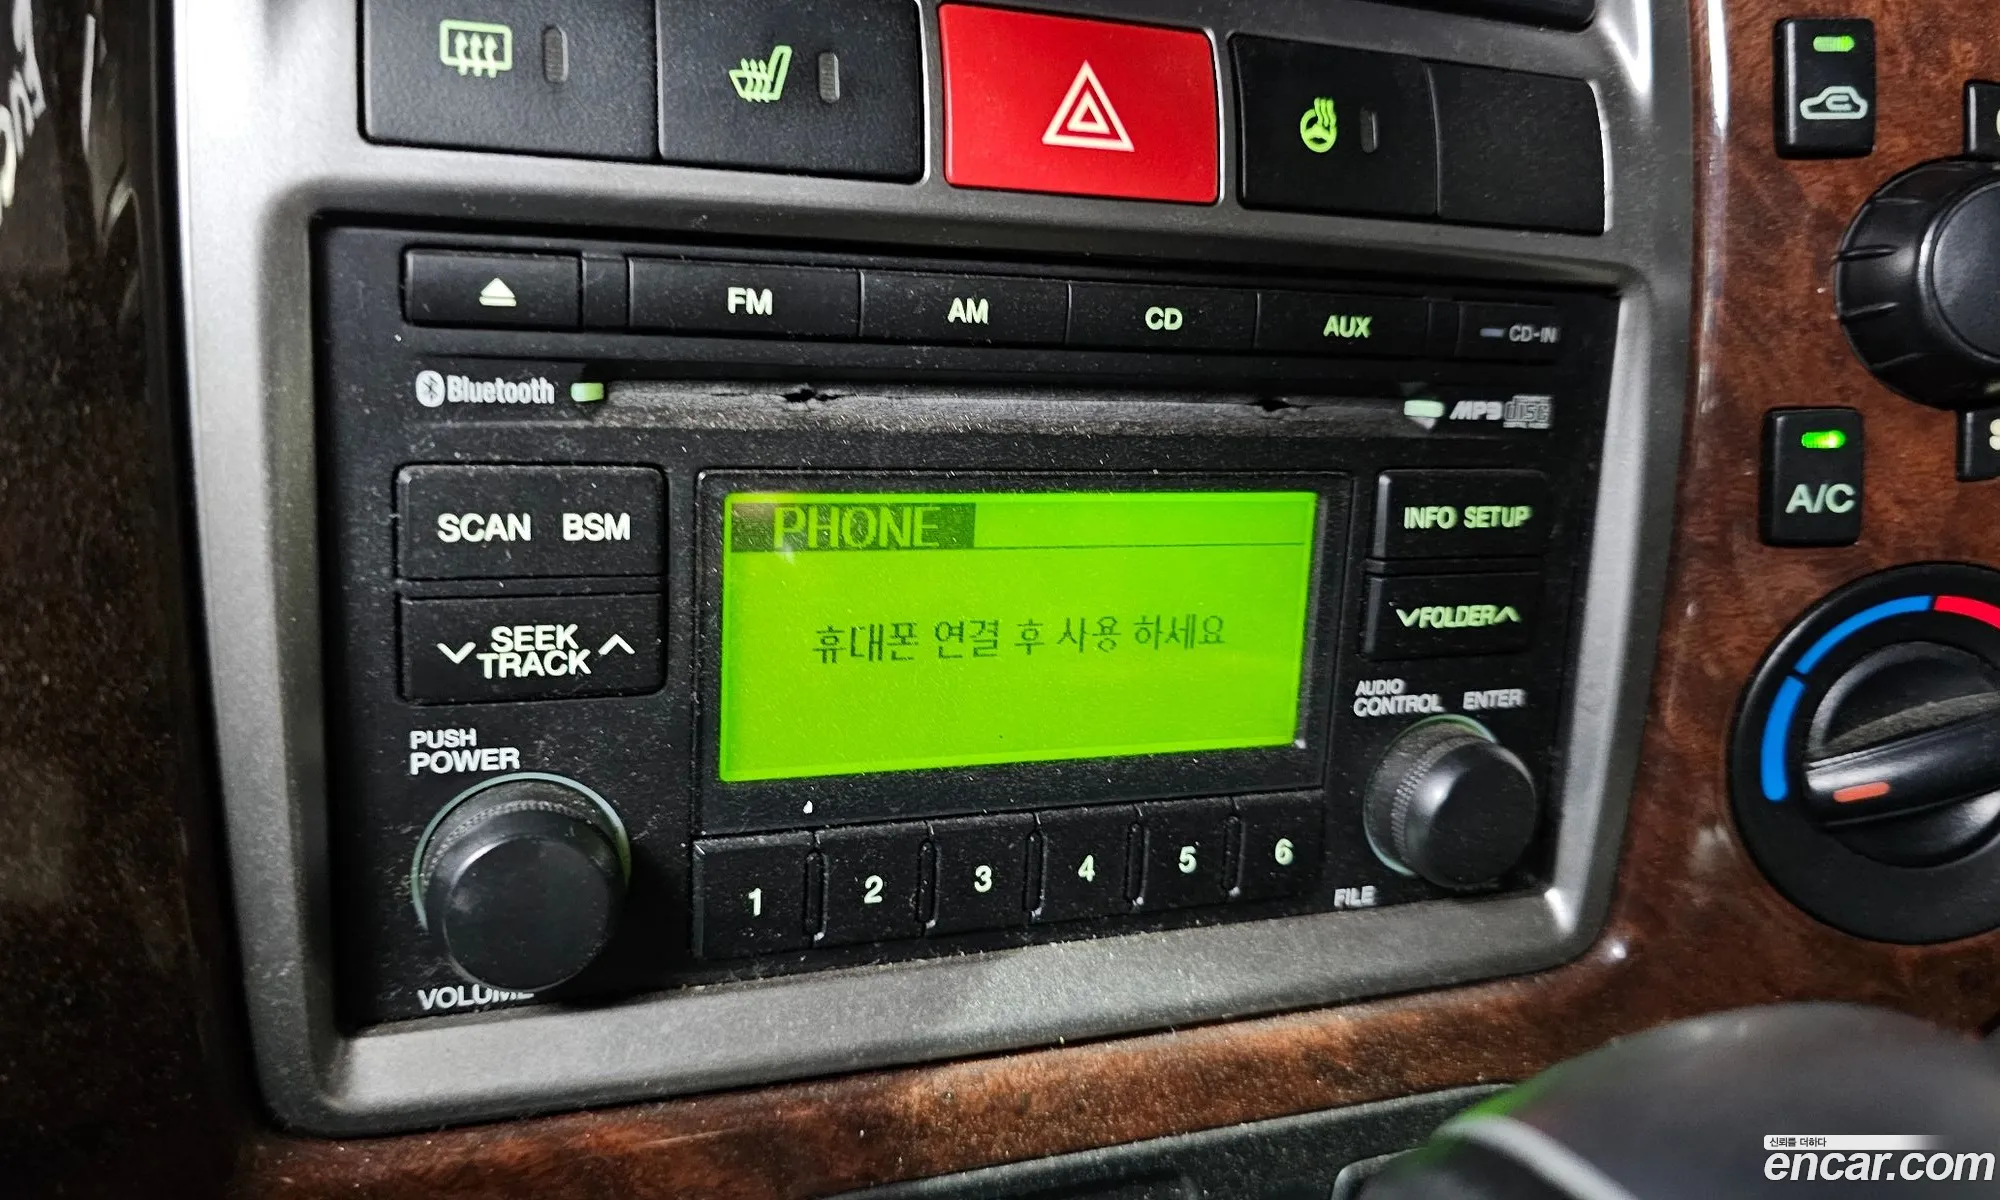 FM
AM
CD
AUX
CD-IN
Bluetooth
MP3
disc
SCAN BSM
PHONE
INFO SETUP
A/C
휴대폰 연결 후 사용 하세요
FOLDER
SEEK
TRACK
AUDIO
CONTROL ENTER
PUSH
POWER
1 2 3 4 5 6
FILE
VOLUME
신뢰를 더하다
encar.com